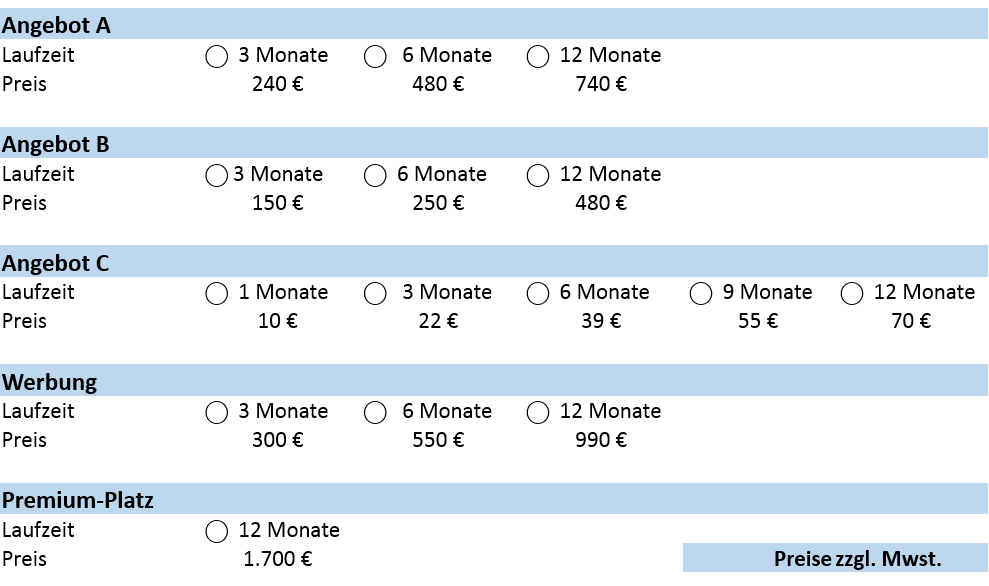 Angebot A
Laufzeit 3 Monate 6 Monate 12 Monate
Preis 240 € 480 € 740 €
Angebot B
Laufzeit 3 Monate 6 Monate 12 Monate
Preis 150 € 250 € 480 €
Angebot C
Laufzeit 1 Monate 3 Monate 6 Monate 9 Monate 12 Monate
Preis 10 € 22 € 39 € 55 € 70 €
Werbung
Laufzeit 3 Monate 6 Monate 12 Monate
Preis 300 € 550 € 990 €
Premium-Platz
Laufzeit 12 Monate
Preis 1.700 € Preise zzgl. Mwst.